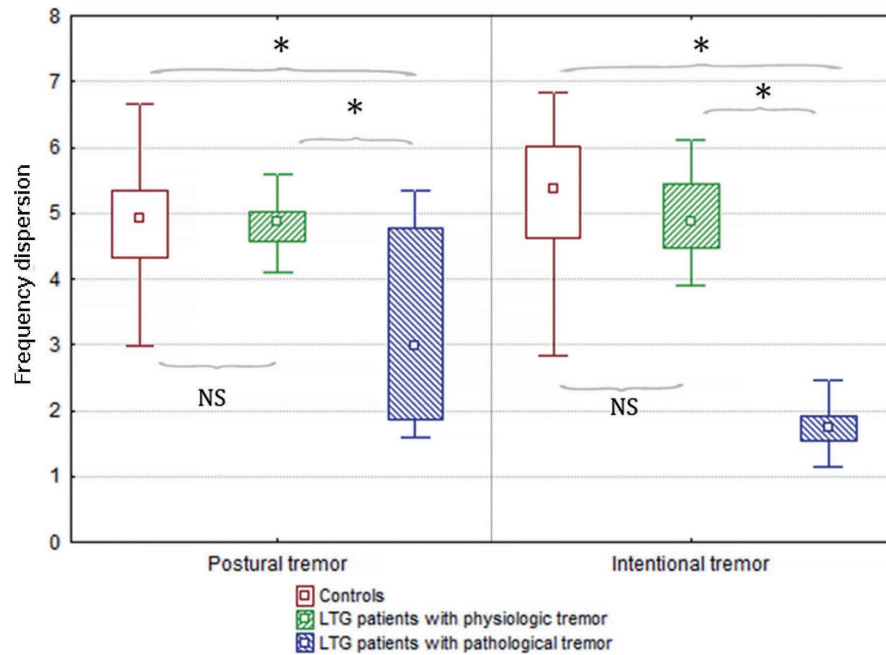 8
7
6
5
4
3
2
1
0
Frequency dispersion
*
*
NS
*
*
NS
Postural tremor
Intentional tremor
Controls
LTG patients with physiologic tremor
LTG patients with pathological tremor